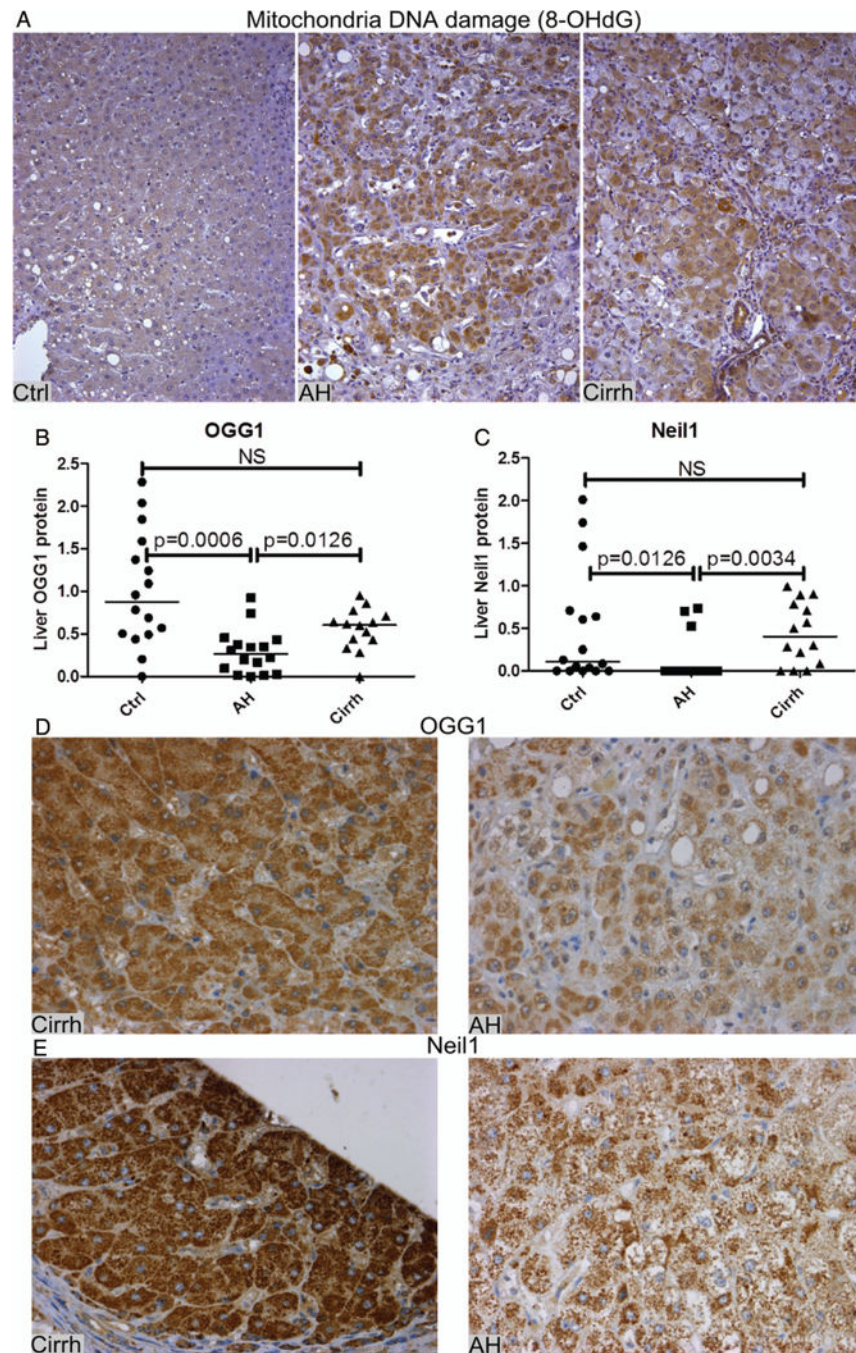 A
Mitochondria DNA damage (8-OHdG)
Ctrl
AH
Cirrh
B
OGG1
NS
p=0.0006
p=0.0126
Liver OGG1 protein
2.5
2.0
1.5
1.0
0.5
0.0
Ctrl
AH
Cirrh
C
Neil1
NS
p=0.0126
p=0.0034
Liver Neil1 protein
2.5
2.0
1.5
1.0
0.5
0.0
Ctrl
AH
Cirrh
D
OGG1
Cirrh
AH
E
Neil1
Cirrh
AH